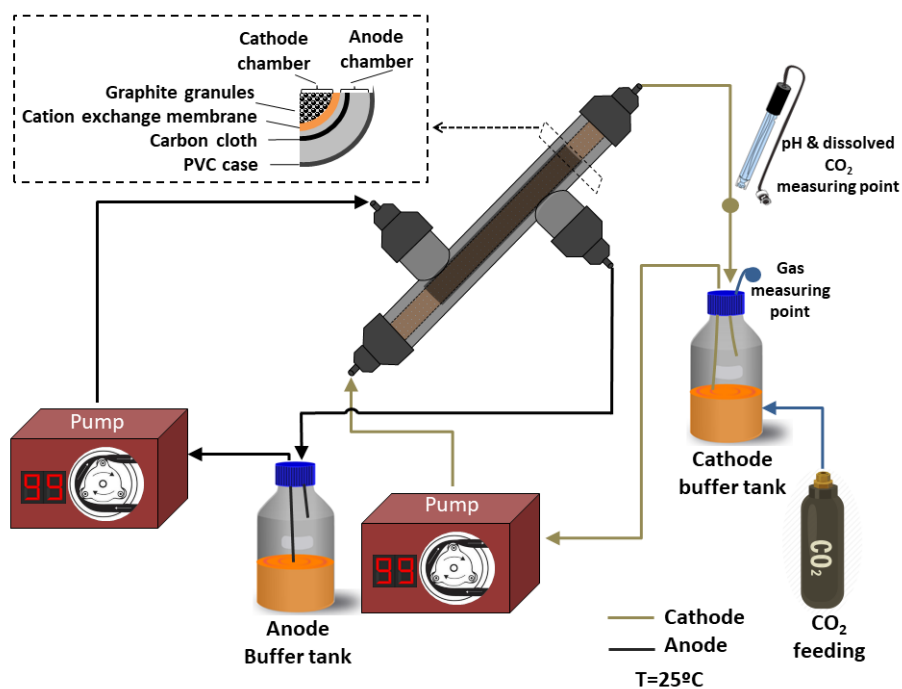 Cathode
chamber
Anode
chamber
Graphite granules
Cation exchange membrane
Carbon cloth
PVC case
pH & dissolved
CO2
measuring point
Gas
measuring
point
Pump
99
Cathode
buffer tank
Pump
99
CO2
Anode
Buffer tank
CO2
feeding
Cathode
Anode
T=25ºC